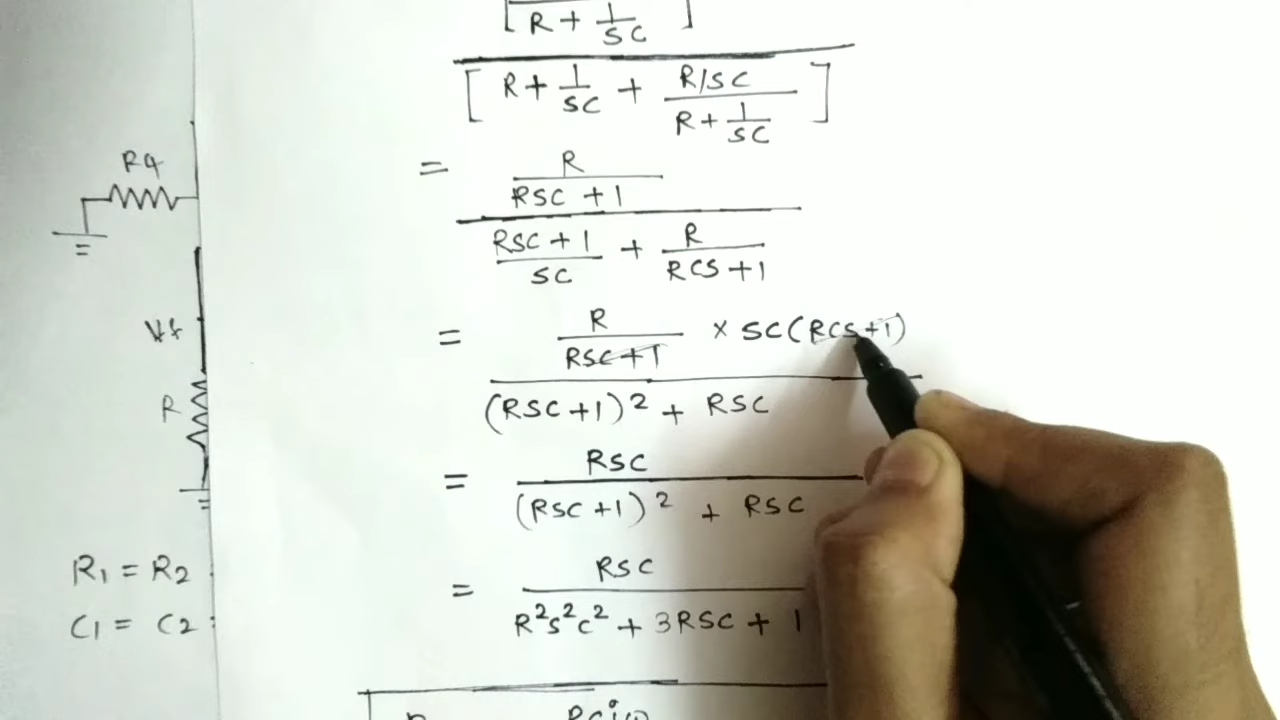 R + 1/SC
[ R + 1/SC + R/SC
R + 1/SC ]
= R
RSC + 1
RSC + 1/SC + R/RCS + 1
= R/RSC+1 × SC(RCS+1)
(RSC+1)² + RSC
= RSC
(RSC+1)² + RSC
= RSC
R²S²C² + 3RSC + 1
R4
Vf
R
R₁ = R₂
C₁ = C₂